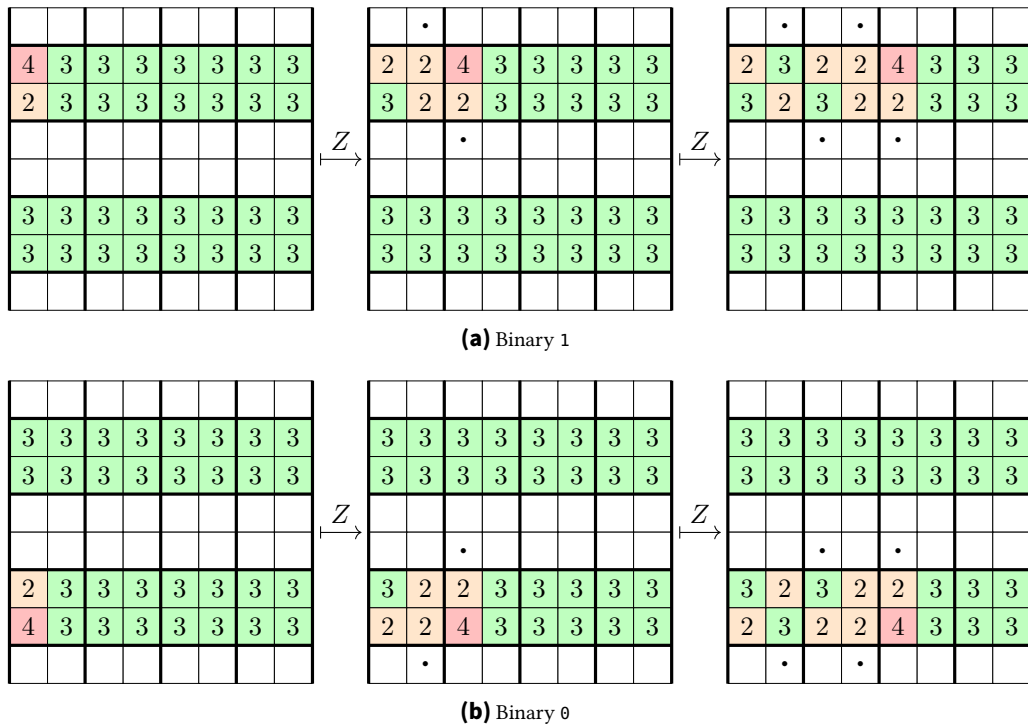 4 3 3 3 3 3 3 3 2 2 4 3 3 3 3 3 2 3 2 2 4 3 3 3
2 3 3 3 3 3 3 3 3 2 2 3 3 3 3 3 3 2 3 2 2 3 3 3
Z Z
3 3 3 3 3 3 3 3 3 3 3 3 3 3 3 3 3 3 3 3 3 3 3 3
3 3 3 3 3 3 3 3 3 3 3 3 3 3 3 3 3 3 3 3 3 3 3 3
(a) Binary 1
3 3 3 3 3 3 3 3 3 3 3 3 3 3 3 3 3 3 3 3 3 3 3 3
3 3 3 3 3 3 3 3 3 3 3 3 3 3 3 3 3 3 3 3 3 3 3 3
Z Z
2 3 3 3 3 3 3 3 3 2 2 3 3 3 3 3 3 2 3 2 2 3 3 3
4 3 3 3 3 3 3 3 2 2 4 3 3 3 3 3 2 3 2 2 4 3 3 3
(b) Binary 0